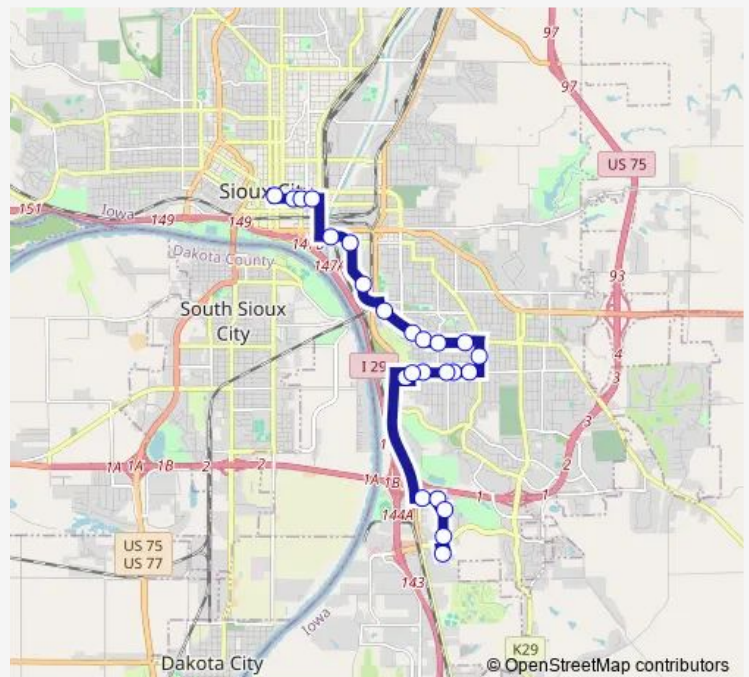 97
97
US 75
Sioux City
151
Iowa
149
149
147B
147A
Dakota County
93
South Sioux
City
I 29
4
3
3
2
1
1A
1A
1B
2
2
1A
1B
1
1
144A
US 75
US 77
143
Iowa
K29
Dakota City
© OpenStreetMap contributors